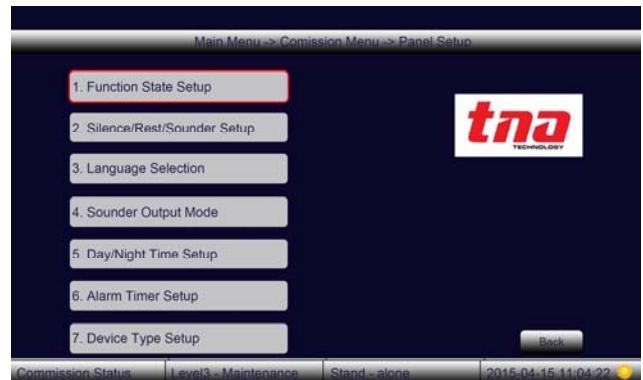 Main Menu -> Comission Menu -> Panel Setup
1. Function State Setup
2. Silence/Rest/Sounder Setup
3. Language Selection
4. Sounder Output Mode
5. Day/Night Time Setup
6. Alarm Timer Setup
7. Device Type Setup
tna
TECHNOLOGY
Back
Commission Status Level3 - Maintenance Stand - alone 2015-04-15 11:04:22